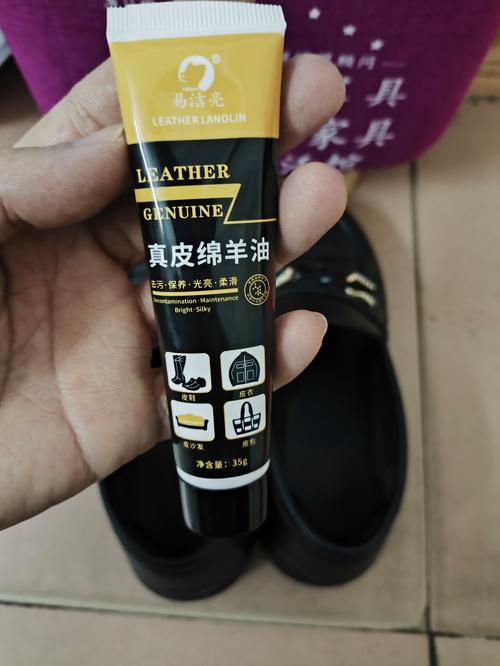 易洁亮
LEATHER LANOLIN
LEATHER
GENUINE
真皮绵羊油
去污·保养·光亮·柔滑
Decontamination · Maintenance
Bright · Silky
皮鞋
皮衣
皮沙发
皮包
净含量：35g
具
家具